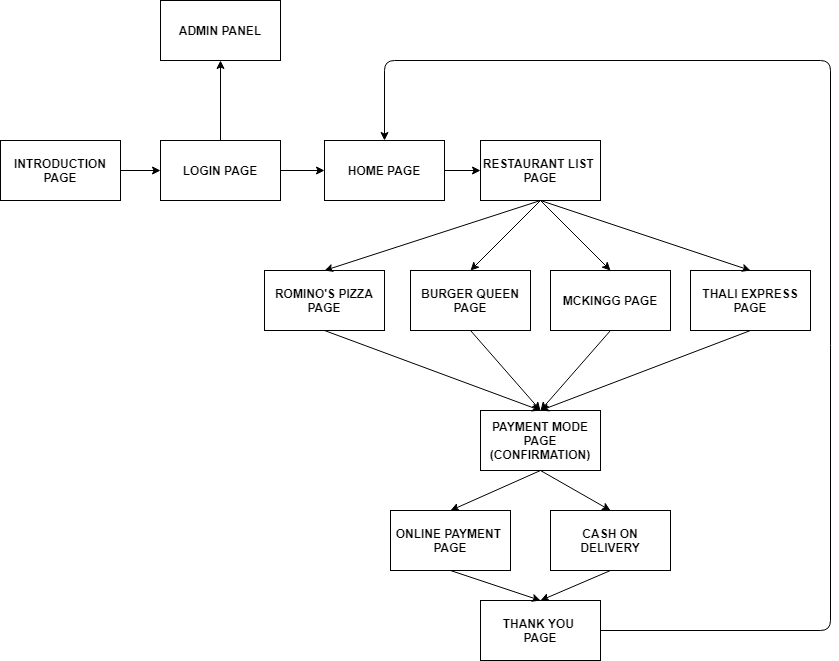 ADMIN PANEL
INTRODUCTION
PAGE
LOGIN PAGE
HOME PAGE
RESTAURANT LIST
PAGE
ROMINO'S PIZZA
PAGE
BURGER QUEEN
PAGE
MCKINGG PAGE
THALI EXPRESS
PAGE
PAYMENT MODE
PAGE
(CONFIRMATION)
ONLINE PAYMENT
PAGE
CASH ON
DELIVERY
THANK YOU
PAGE